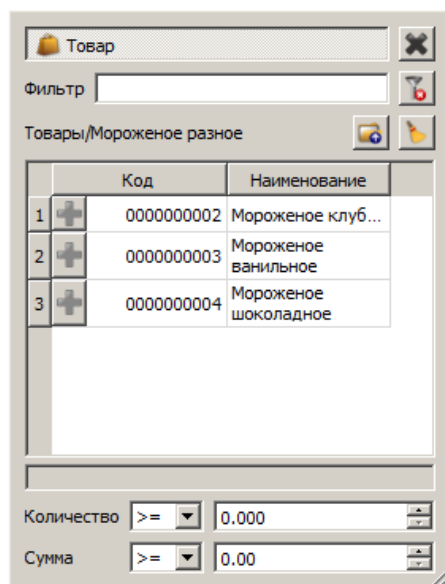 Товар
Фильтр
Товары/Мороженое разное
Код Наименование
1 0000000002 Мороженое клуб...
2 0000000003 Мороженое
ванильное
3 0000000004 Мороженое
шоколадное
Количество >= 0.000
Сумма >= 0.00